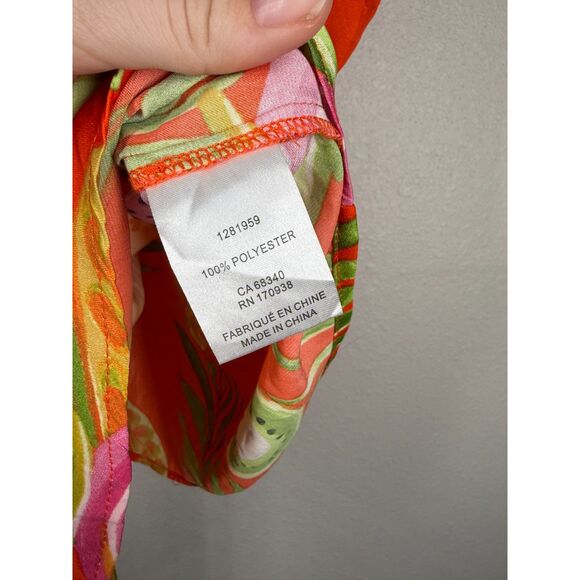 1281959
100% POLYESTER
CA 68340
RN 170938
FABRIQUÉ EN CHINE
MADE IN CHINA